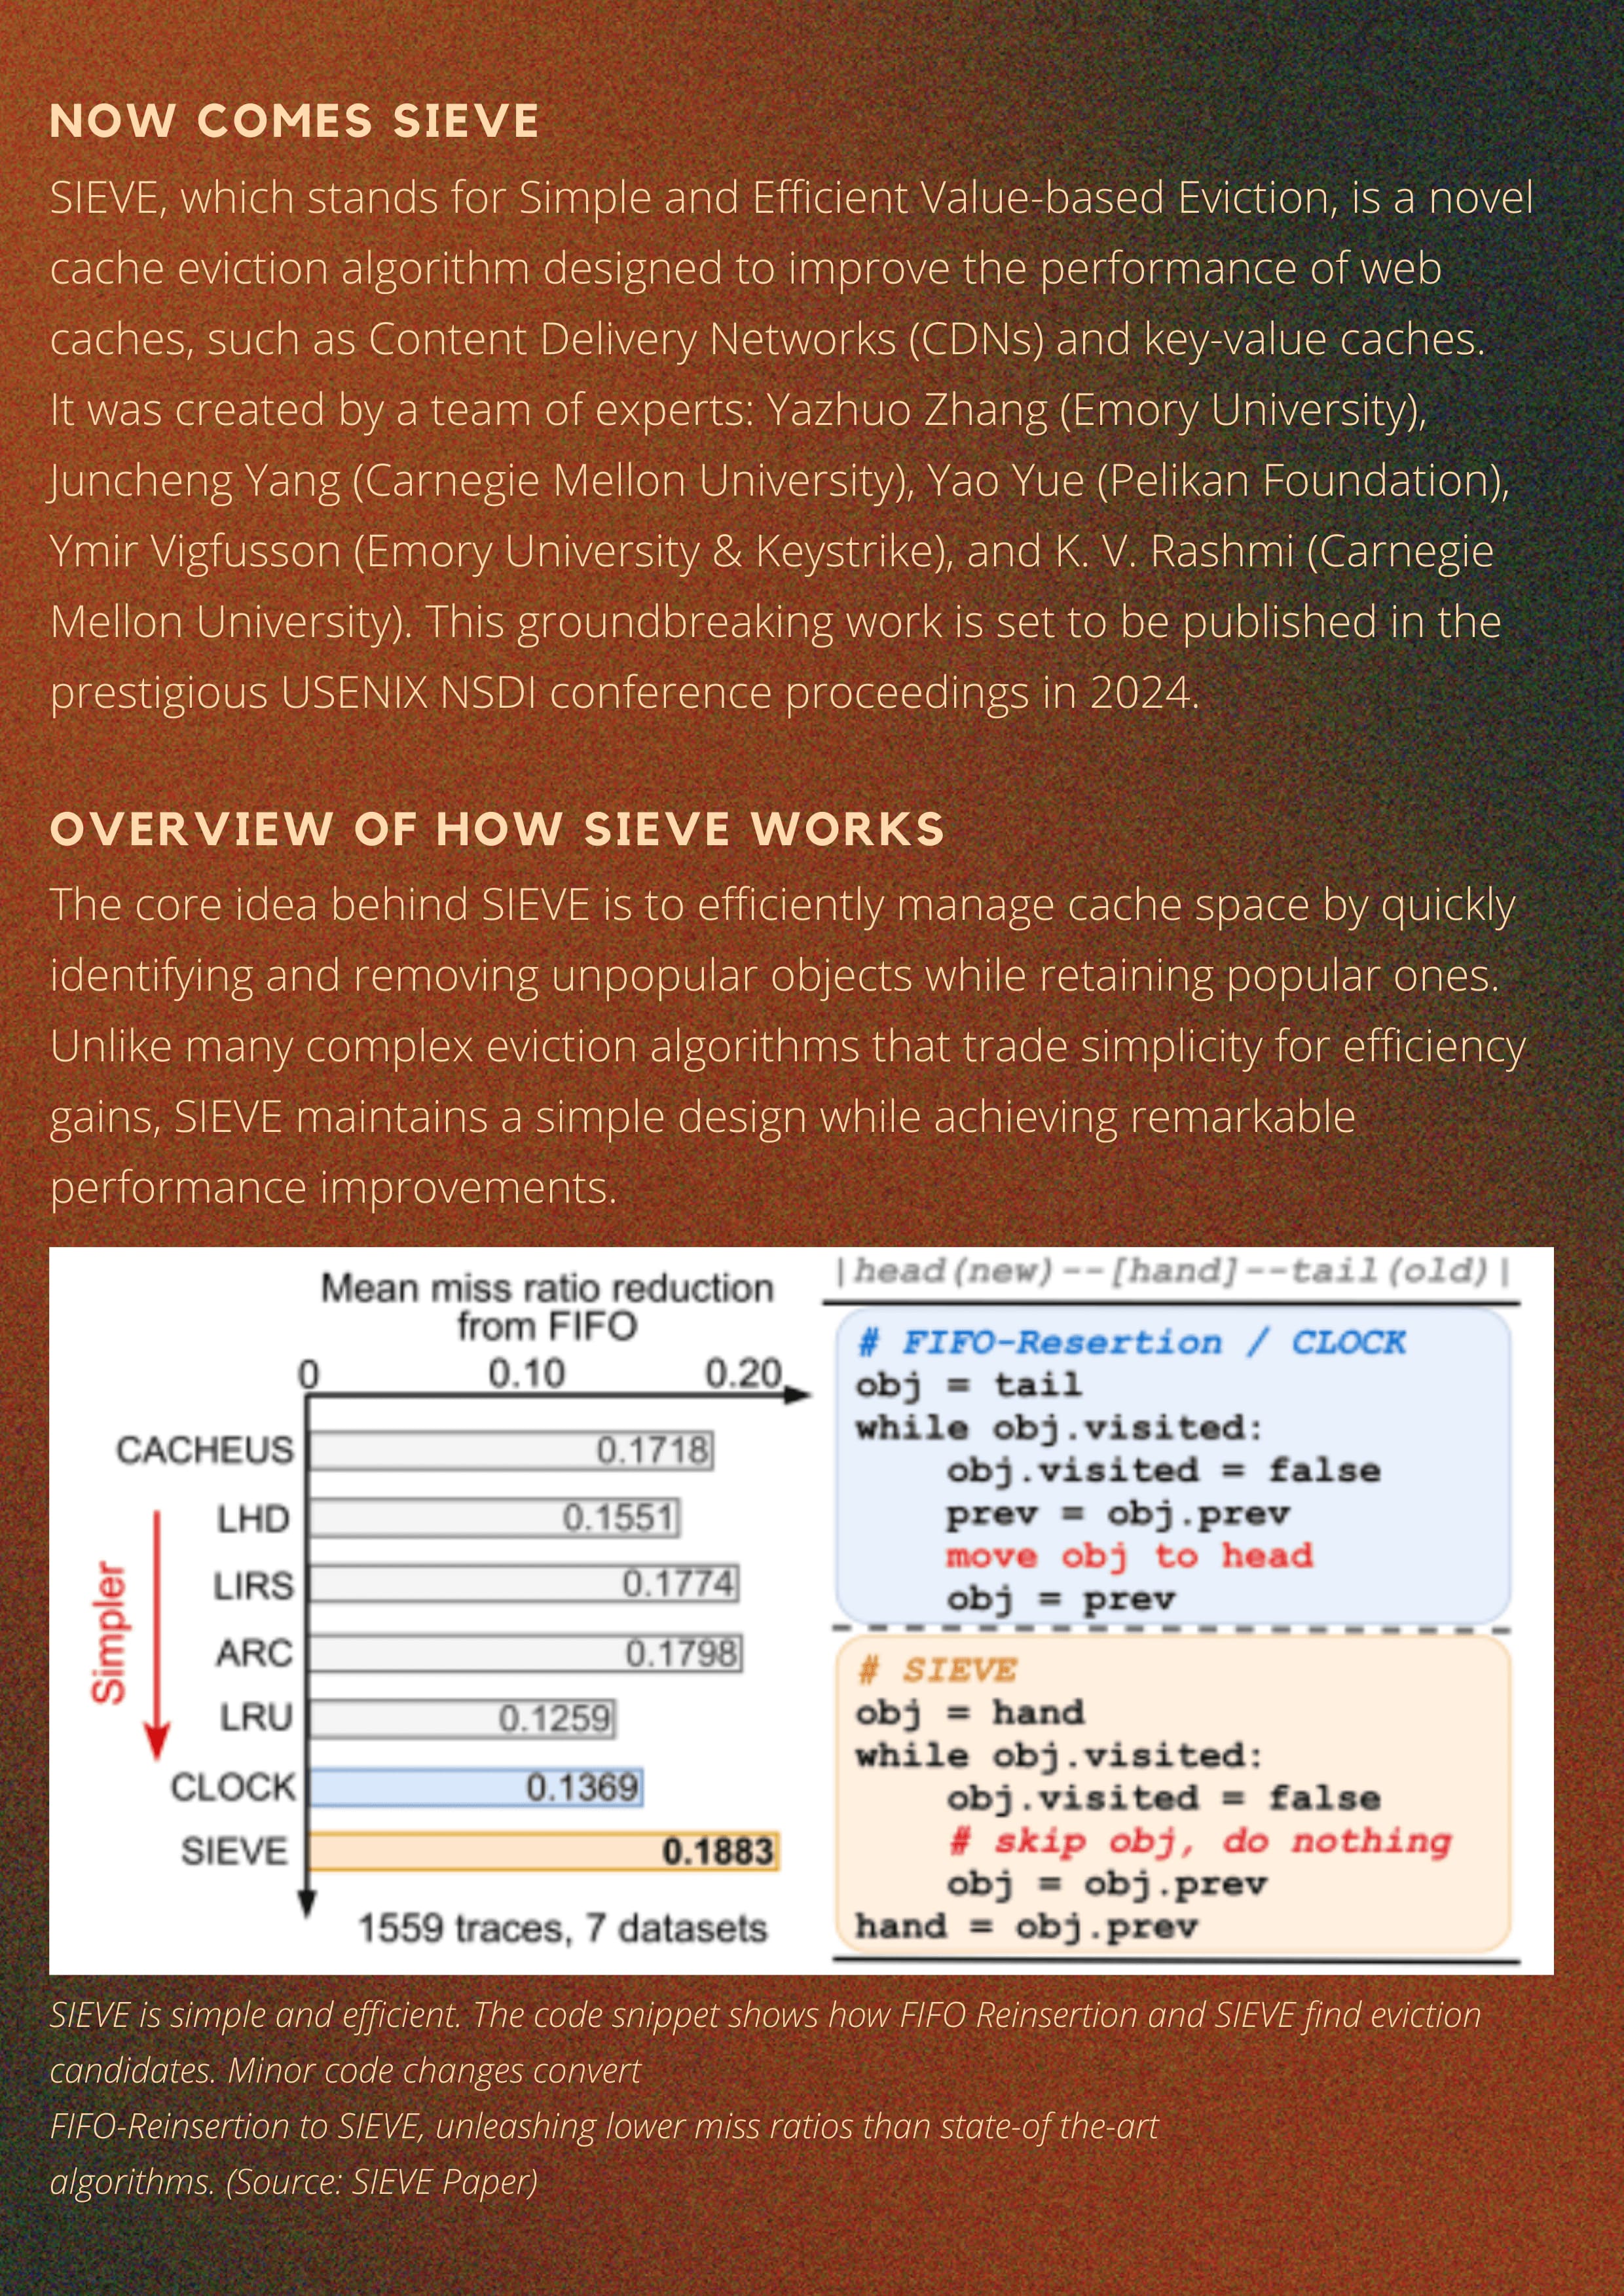 NOW COMES SIEVE
SIEVE, which stands for Simple and Efficient Value-based Eviction, is a novel
cache eviction algorithm designed to improve the performance of web
caches, such as Content Delivery Networks (CDNs) and key-value caches.
It was created by a team of experts: Yazhuo Zhang (Emory University),
Juncheng Yang (Carnegie Mellon University), Yao Yue (Pelikan Foundation),
Ymir Vigfusson (Emory University & Keystrike), and K. V. Rashmi (Carnegie
Mellon University). This groundbreaking work is set to be published in the
prestigious USENIX NSDI conference proceedings in 2024.
OVERVIEW OF HOW SIEVE WORKS
The core idea behind SIEVE is to efficiently manage cache space by quickly
identifying and removing unpopular objects while retaining popular ones.
Unlike many complex eviction algorithms that trade simplicity for efficiency
gains, SIEVE maintains a simple design while achieving remarkable
performance improvements.
Mean miss ratio reduction
from FIFO
0 0.10 0.20
CACHEUS 0.1718
LHD 0.1551
LIRS 0.1774
ARC 0.1798
LRU 0.1259
CLOCK 0.1369
SIEVE 0.1883
Simpler
1559 traces, 7 datasets
|head(new)--[hand]--tail(old)|
# FIFO-Resertion / CLOCK
obj = tail
while obj.visited:
obj.visited = false
prev = obj.prev
move obj to head
obj = prev
# SIEVE
obj = hand
while obj.visited:
obj.visited = false
# skip obj, do nothing
obj = obj.prev
hand = obj.prev
SIEVE is simple and efficient. The code snippet shows how FIFO Reinsertion and SIEVE find eviction
candidates. Minor code changes convert
FIFO-Reinsertion to SIEVE, unleashing lower miss ratios than state-of the-art
algorithms. (Source: SIEVE Paper)